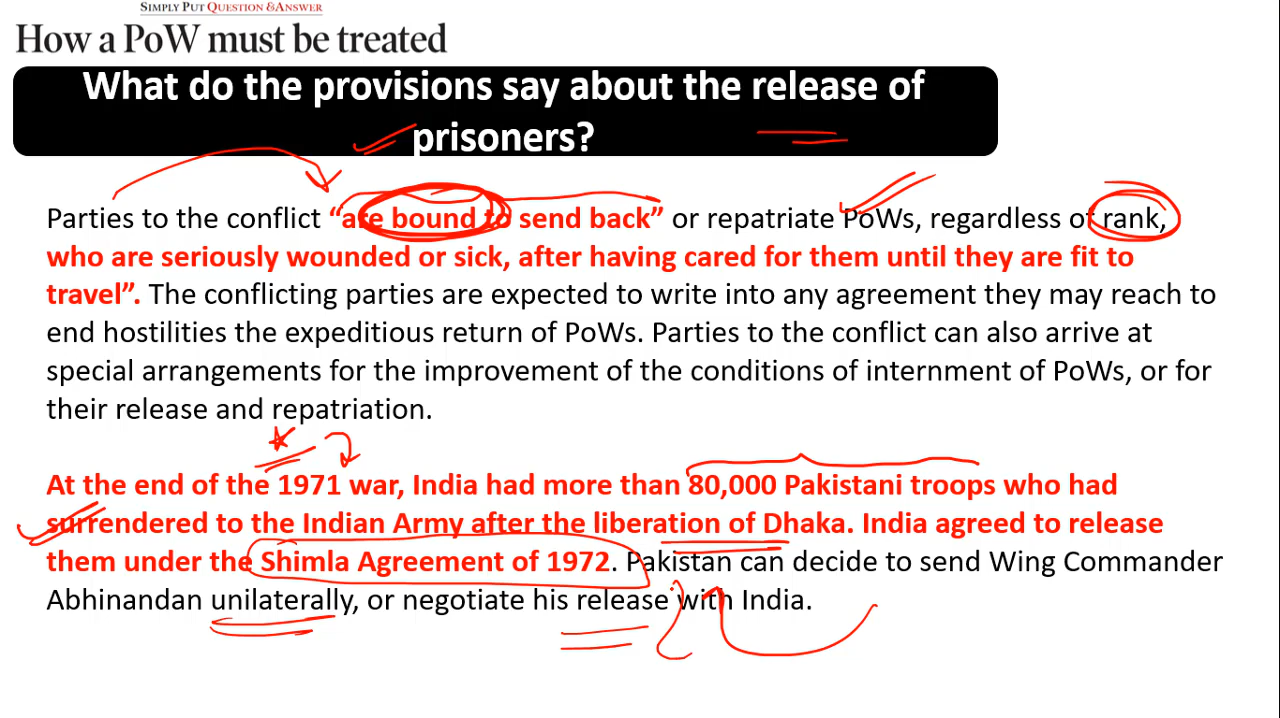 SIMPLY PUT QUESTION &ANSWER
How a PoW must be treated
What do the provisions say about the release of
prisoners?
Parties to the conflict “are bound to send back” or repatriate PoWs, regardless of rank,
who are seriously wounded or sick, after having cared for them until they are fit to
travel”. The conflicting parties are expected to write into any agreement they may reach to
end hostilities the expeditious return of PoWs. Parties to the conflict can also arrive at
special arrangements for the improvement of the conditions of internment of PoWs, or for
their release and repatriation.
At the end of the 1971 war, India had more than 80,000 Pakistani troops who had
surrendered to the Indian Army after the liberation of Dhaka. India agreed to release
them under the Shimla Agreement of 1972. Pakistan can decide to send Wing Commander
Abhinandan unilaterally, or negotiate his release with India.